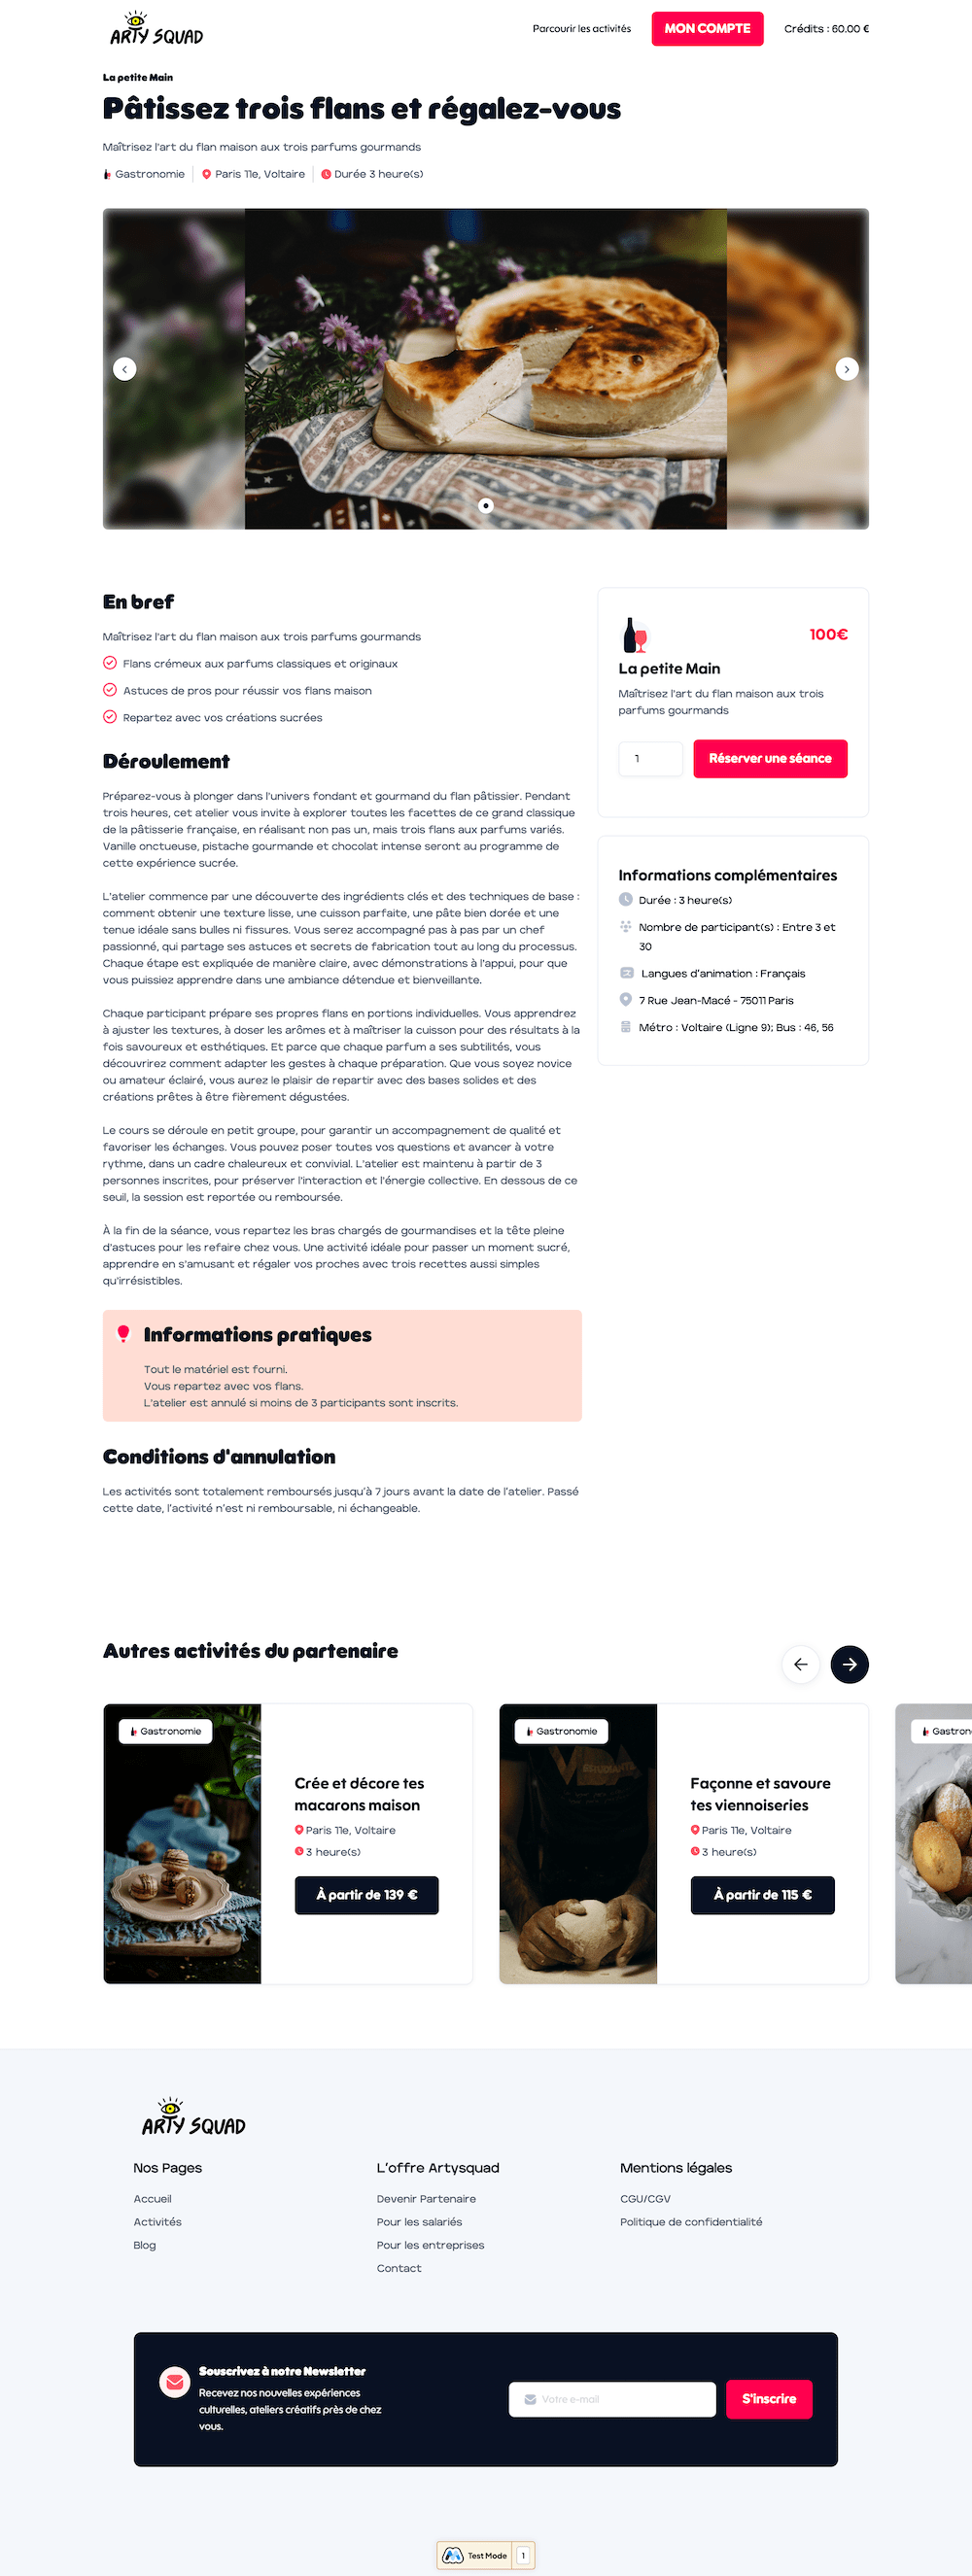 ARTY SQUAD
Parcourir les activités
MON COMPTE
Crédits : 60.00 €
La petite Main
Pâtissez trois flans et régalez-vous
Maîtrisez l'art du flan maison aux trois parfums gourmands
Gastronomie
Paris 11e, Voltaire
Durée 3 heure(s)
En bref
Maîtrisez l'art du flan maison aux trois parfums gourmands
Flans crémeux aux parfums classiques et originaux
Astuces de pros pour réussir vos flans maison
Repartez avec vos créations sucrées
Déroulement
Préparez-vous à plonger dans l'univers fondant et gourmand du flan pâtissier. Pendant
trois heures, cet atelier vous invite à explorer toutes les facettes de ce grand classique
de la pâtisserie française, en réalisant non pas un, mais trois flans aux parfums variés.
Vanille onctueuse, pistache gourmande et chocolat intense seront au programme de
cette expérience sucrée.
L'atelier commence par une découverte des ingrédients clés et des techniques de base :
comment obtenir une texture lisse, une cuisson parfaite, une pâte bien dorée et une
tenue idéale sans bulles ni fissures. Vous serez accompagné pas à pas par un chef
passionné, qui partage ses astuces et secrets de fabrication tout au long du processus.
Chaque étape est expliquée de manière claire, avec démonstrations à l'appui, pour que
vous puissiez apprendre dans une ambiance détendue et bienveillante.
Chaque participant prépare ses propres flans en portions individuelles. Vous apprendrez
à ajuster les textures, à doser les arômes et à maîtriser la cuisson pour des résultats à la
fois savoureux et esthétiques. Et parce que chaque parfum a ses subtilités, vous
découvrirez comment adapter les gestes à chaque préparation. Que vous soyez novice
ou amateur éclairé, vous aurez le plaisir de repartir avec des bases solides et des
créations prêtes à être fièrement dégustées.
Le cours se déroule en petit groupe, pour garantir un accompagnement de qualité et
favoriser les échanges. Vous pouvez poser toutes vos questions et avancer à votre
rythme, dans un cadre chaleureux et convivial. L'atelier est maintenu à partir de 3
personnes inscrites, pour préserver l'interaction et l'énergie collective. En dessous de ce
seuil, la session est reportée ou remboursée.
À la fin de la séance, vous repartez les bras chargés de gourmandises et la tête pleine
d'astuces pour les refaire chez vous. Une activité idéale pour passer un moment sucré,
apprendre en s'amusant et régaler vos proches avec trois recettes aussi simples
qu'irrésistibles.
Informations pratiques
Tout le matériel est fourni.
Vous repartez avec vos flans.
L'atelier est annulé si moins de 3 participants sont inscrits.
Conditions d'annulation
Les activités sont totalement remboursés jusqu'à 7 jours avant la date de l'atelier. Passé
cette date, l'activité n'est ni remboursable, ni échangeable.
100€
La petite Main
Maîtrisez l'art du flan maison aux trois
parfums gourmands
1
Réserver une séance
Informations complémentaires
Durée : 3 heure(s)
Nombre de participant(s) : Entre 3 et
30
Langues d'animation : Français
7 Rue Jean-Macé - 75011 Paris
Métro : Voltaire (Ligne 9); Bus : 46, 56
Autres activités du partenaire
Gastronomie
Crée et décore tes
macarons maison
Paris 11e, Voltaire
3 heure(s)
À partir de 139 €
Gastronomie
Façonne et savoure
tes viennoiseries
Paris 11e, Voltaire
3 heure(s)
À partir de 115 €
Gastron
ARTY SQUAD
Nos Pages
Accueil
Activités
Blog
L'offre Artysquad
Devenir Partenaire
Pour les salariés
Pour les entreprises
Contact
Mentions légales
CGU/CGV
Politique de confidentialité
Souscrivez à notre Newsletter
Recevez nos nouvelles expériences
culturelles, ateliers créatifs près de chez
vous.
Votre e-mail
S'inscrire
Test Mode
1